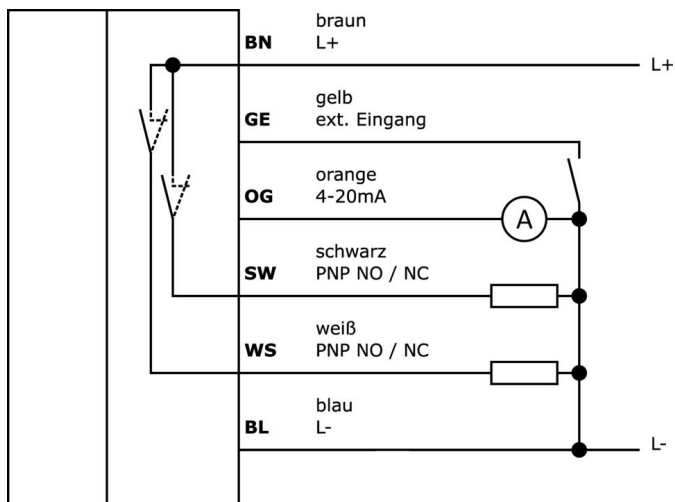 braun
BN L+
L+
gelb
GE ext. Eingang
orange
OG 4-20mA
A
schwarz
SW PNP NO / NC
weiß
WS PNP NO / NC
blau
BL L-
L-